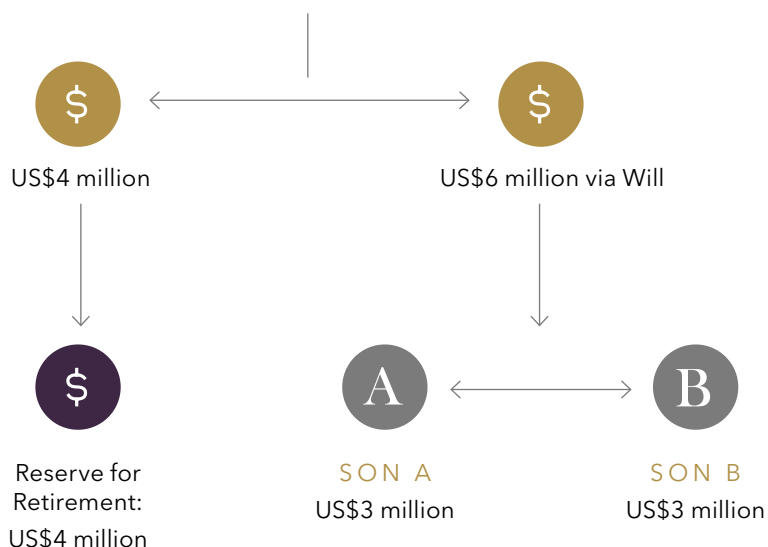 $
$
US$4 million
US$6 million via Will
$
A
B
Reserve for
Retirement:
US$4 million
SON A
US$3 million
SON B
US$3 million